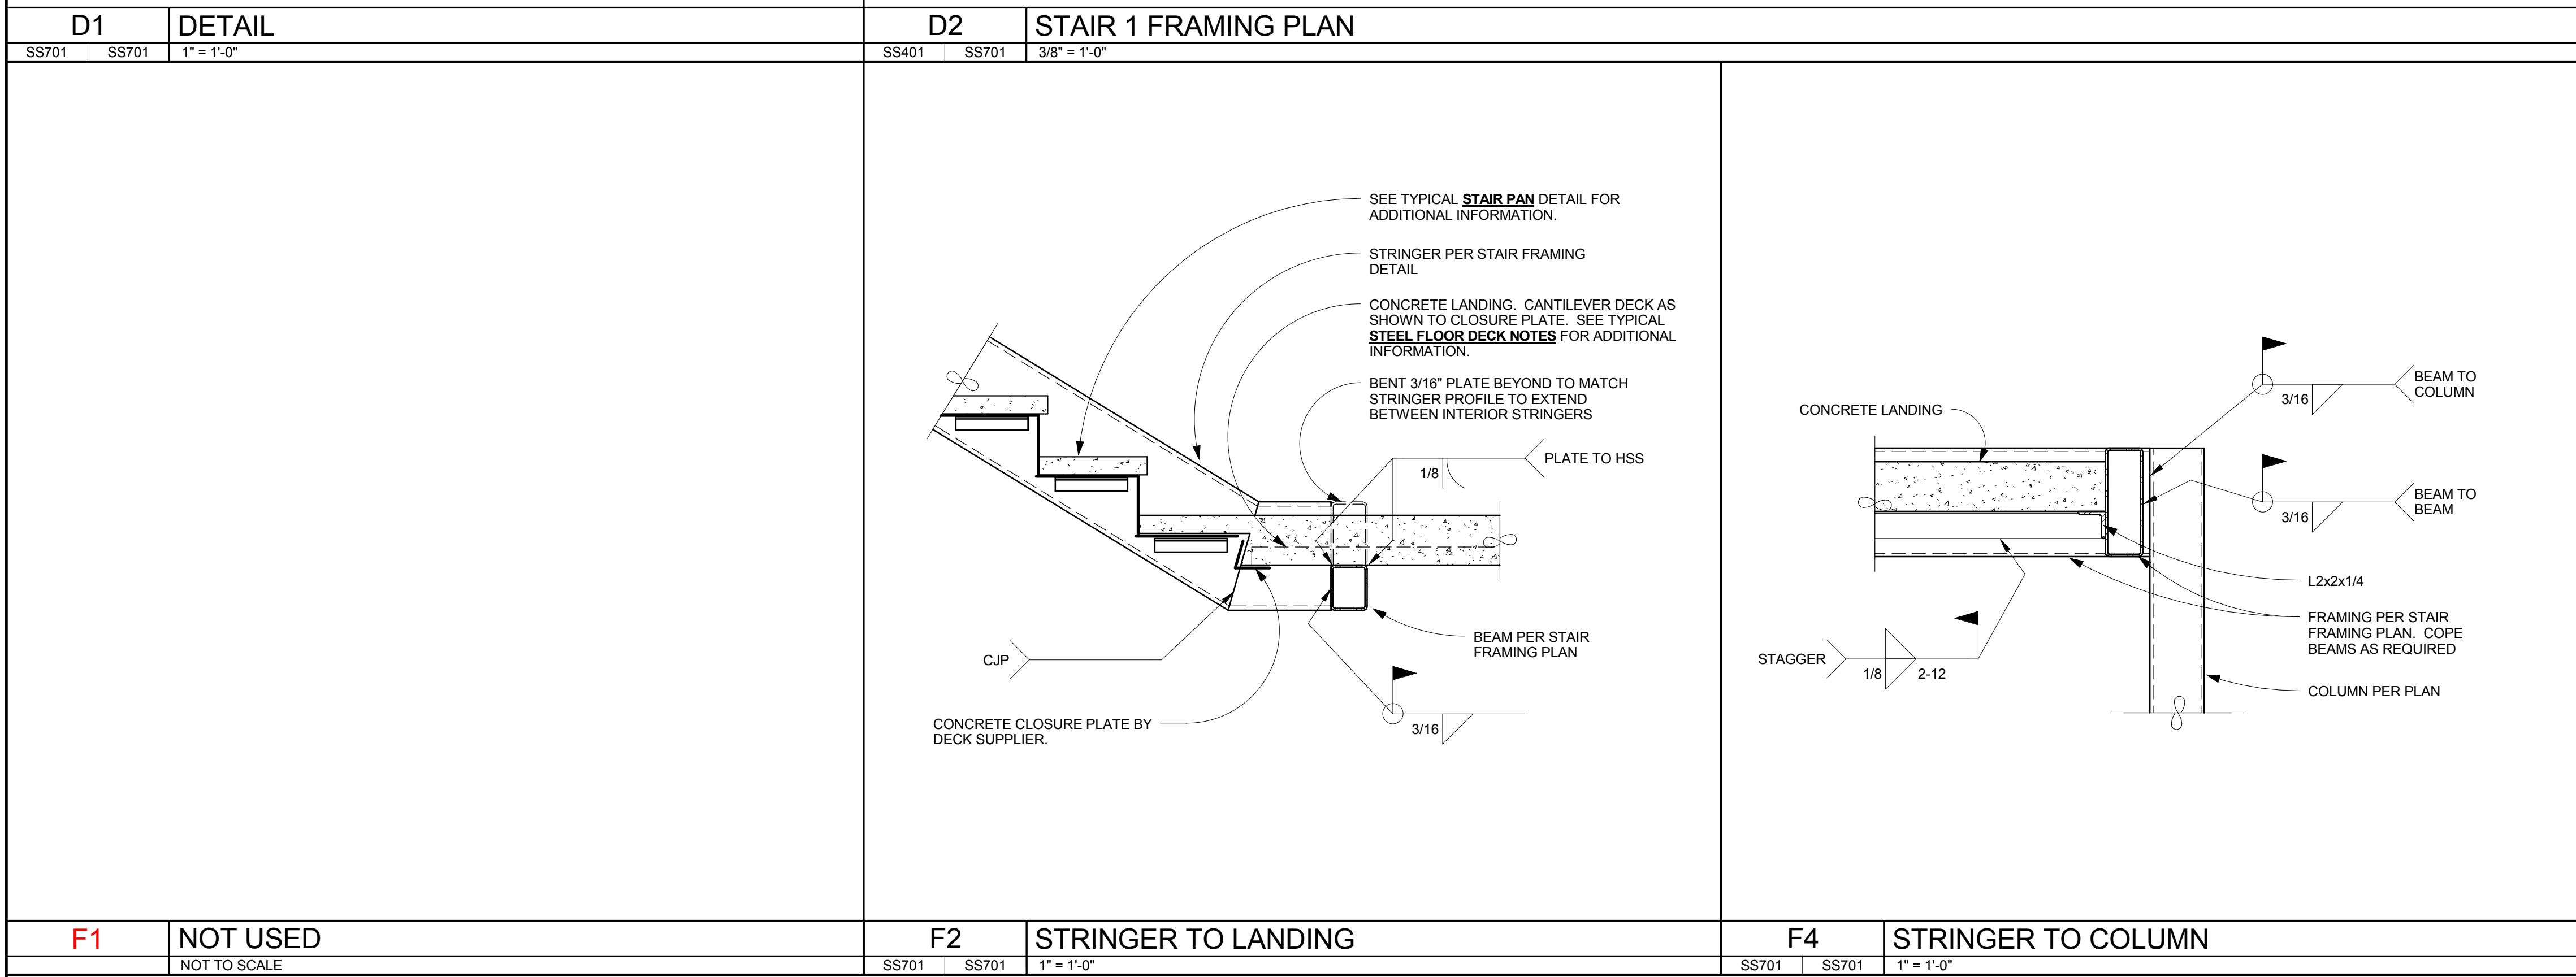 D1
DETAIL
SS701
SS701
1" = 1'-0"
D2
STAIR 1 FRAMING PLAN
SS401
SS701
3/8" = 1'-0"
SEE TYPICAL STAIR PAN DETAIL FOR
ADDITIONAL INFORMATION.
STRINGER PER STAIR FRAMING
DETAIL
CONCRETE LANDING. CANTILEVER DECK AS
SHOWN TO CLOSURE PLATE. SEE TYPICAL
STEEL FLOOR DECK NOTES FOR ADDITIONAL
INFORMATION.
BENT 3/16" PLATE BEYOND TO MATCH
STRINGER PROFILE TO EXTEND
BETWEEN INTERIOR STRINGERS
1/8
PLATE TO HSS
BEAM PER STAIR
FRAMING PLAN
CJP
3/16
CONCRETE CLOSURE PLATE BY
DECK SUPPLIER.
CONCRETE LANDING
3/16
BEAM TO
COLUMN
3/16
BEAM TO
BEAM
L2x2x1/4
FRAMING PER STAIR
FRAMING PLAN. COPE
BEAMS AS REQUIRED
STAGGER
1/8
2-12
COLUMN PER PLAN
F1
NOT USED
NOT TO SCALE
F2
STRINGER TO LANDING
SS701
SS701
1" = 1'-0"
F4
STRINGER TO COLUMN
SS701
SS701
1" = 1'-0"